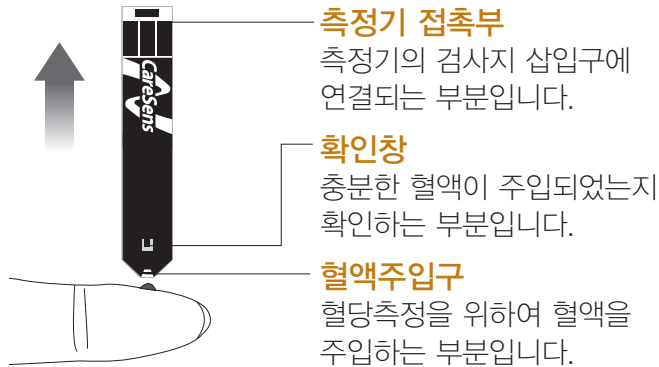 측정기 접촉부
측정기의 검사지 삽입구에
연결되는 부분입니다.
CareSens
확인창
충분한 혈액이 주입되었는지
확인하는 부분입니다.
혈액주입구
혈당측정을 위하여 혈액을
주입하는 부분입니다.